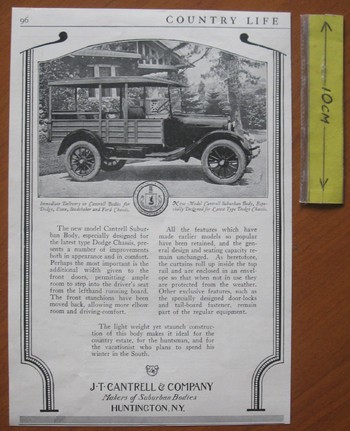 96
COUNTRY LIFE
10CM
Immediate Delivery on Cantrell Bodies for
Dodge, Essex, Studebaker and Ford Chassis.
New Model Cantrell Suburban Body, Espe-
cially Designed for Latest Type Dodge Chassis.
The new model Cantrell Subur-
ban Body, especially designed for
the latest type Dodge Chassis, pre-
sents a number of improvements
both in appearance and in comfort.
Perhaps the most important is the
additional width given to the
front doors, permitting ample
room to step into the driver's seat
from the lefthand running board.
The front stanchions have been
moved back, allowing more elbow
room and driving-comfort.
All the features which have
made earlier models so popular
have been retained, and the gen-
eral design and seating capacity re-
main unchanged. As heretofore,
the curtains roll up inside the top
rail and are enclosed in an envel-
ope so that when not in use they
are protected from the weather.
Other exclusive features, such as
the specially designed door-locks
and tail-board fastener, remain
part of the regular equipment.
The light weight yet staunch construc-
tion of this body makes it ideal for the
country estate, for the huntsman, and for
the vacationist who plans to spend his
winter in the South.
J·T·CANTRELL & COMPANY
Makers of Suburban Bodies
HUNTINGTON, N.Y.